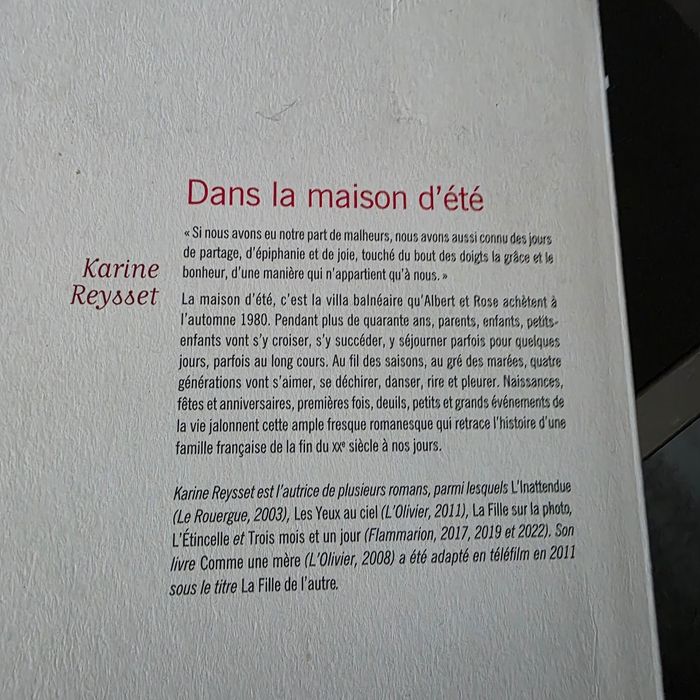 Dans la maison d'été
Karine
Reysset
« Si nous avons eu notre part de malheurs, nous avons aussi connu des jours
de partage, d'épiphanie et de joie, touché du bout des doigts la grâce et le
bonheur, d'une manière qui n'appartient qu'à nous. »
La maison d'été, c'est la villa balnéaire qu'Albert et Rose achètent à
l'automne 1980. Pendant plus de quarante ans, parents, enfants, petits-
enfants vont s'y croiser, s'y succéder, y séjourner parfois pour quelques
jours, parfois au long cours. Au fil des saisons, au gré des marées, quatre
générations vont s'aimer, se déchirer, danser, rire et pleurer. Naissances,
fêtes et anniversaires, premières fois, deuils, petits et grands événements de
la vie jalonnent cette ample fresque romanesque qui retrace l'histoire d'une
famille française de la fin du XXe siècle à nos jours.
Karine Reysset est l'autrice de plusieurs romans, parmi lesquels L'Inattendue
(Le Rouergue, 2003), Les Yeux au ciel (L'Olivier, 2011), La Fille sur la photo,
L'Étincelle et Trois mois et un jour (Flammarion, 2017, 2019 et 2022). Son
livre Comme une mère (L'Olivier, 2008) a été adapté en téléfilm en 2011
sous le titre La Fille de l'autre.